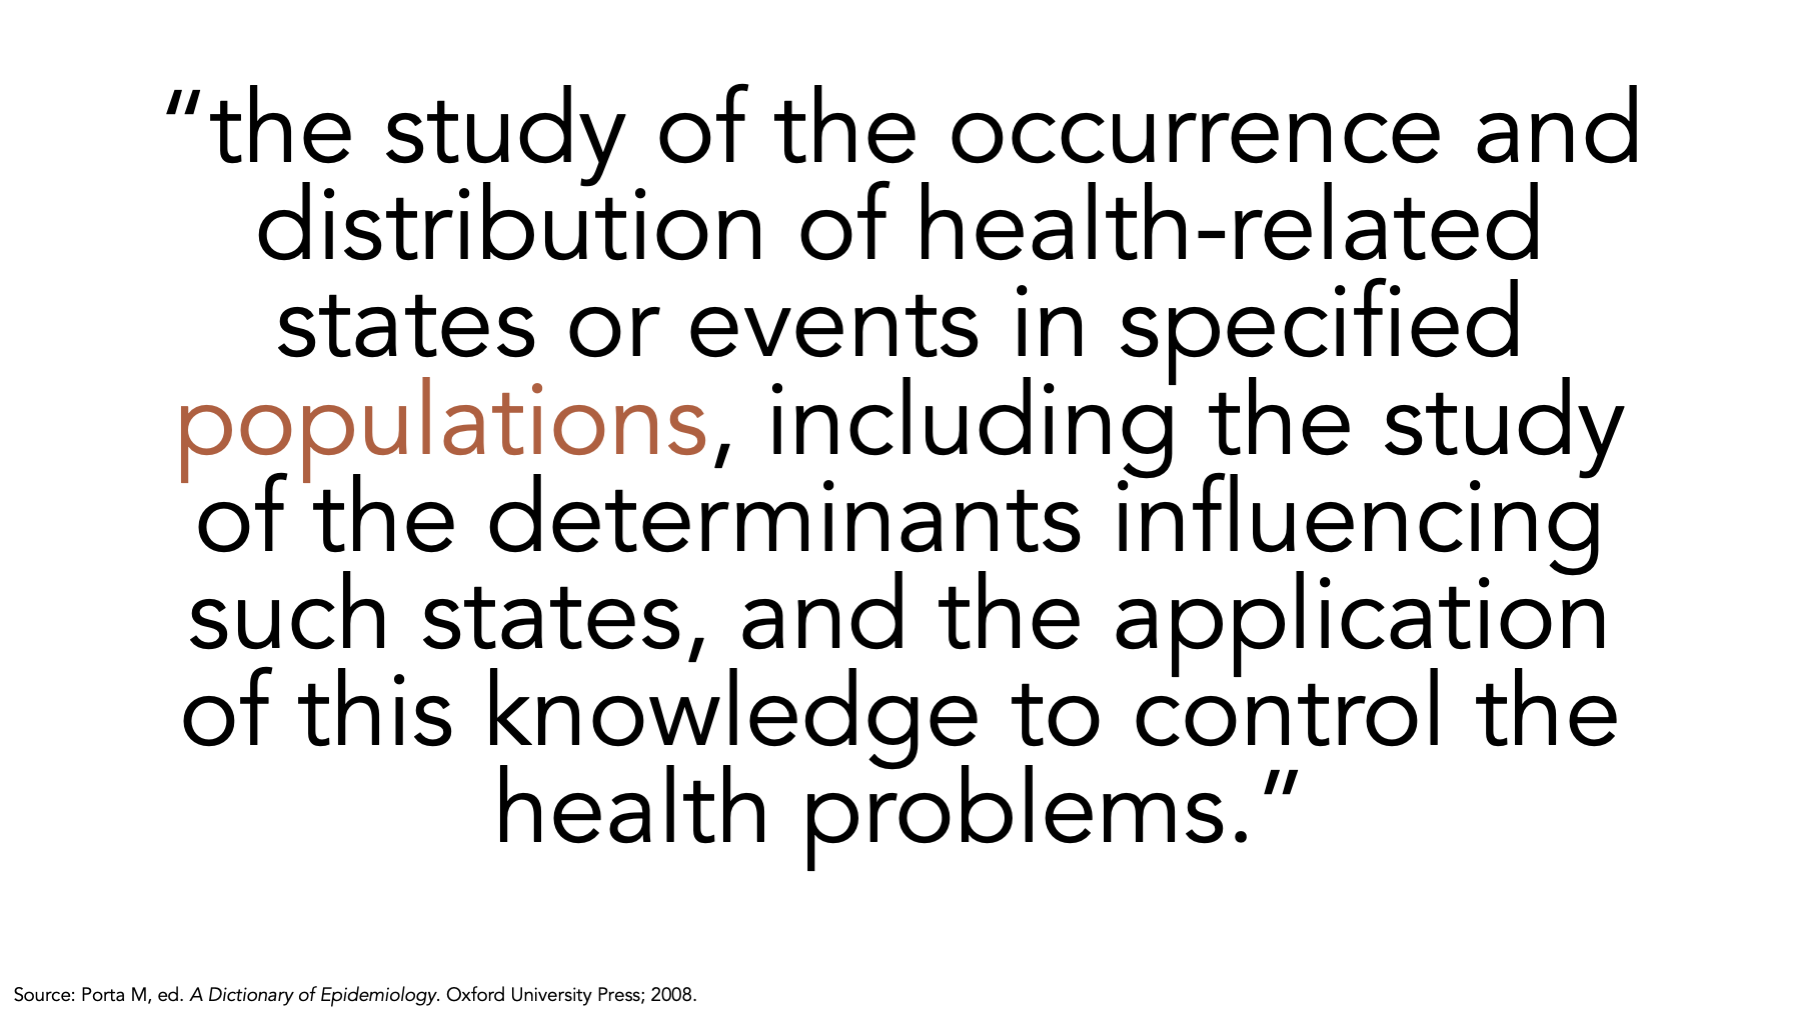 “the study of the occurrence and
distribution of health-related
states or events in specified
populations, including the study
of the determinants influencing
such states, and the application
of this knowledge to control the
health problems.”
Source: Porta M, ed. A Dictionary of Epidemiology. Oxford University Press; 2008.